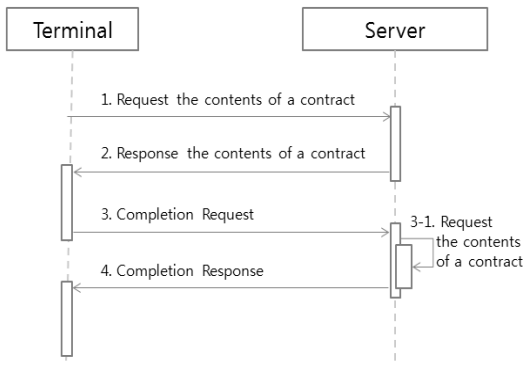 Terminal
Server
1. Request the contents of a contract
2. Response the contents of a contract
3. Completion Request
3-1. Request
the contents
of a contract
4. Completion Response